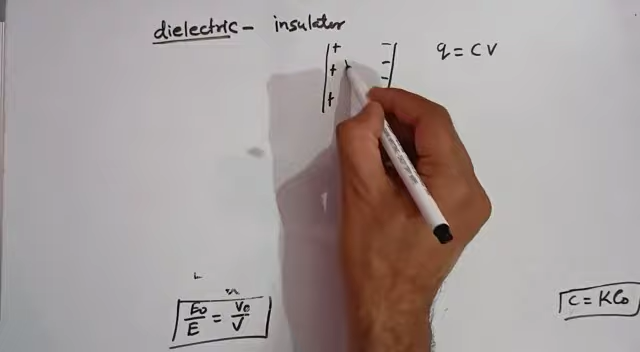 dielectric - insulator
+ -
q = CV
+ -
-
+
E₀/E = V₀/V
C = KC₀